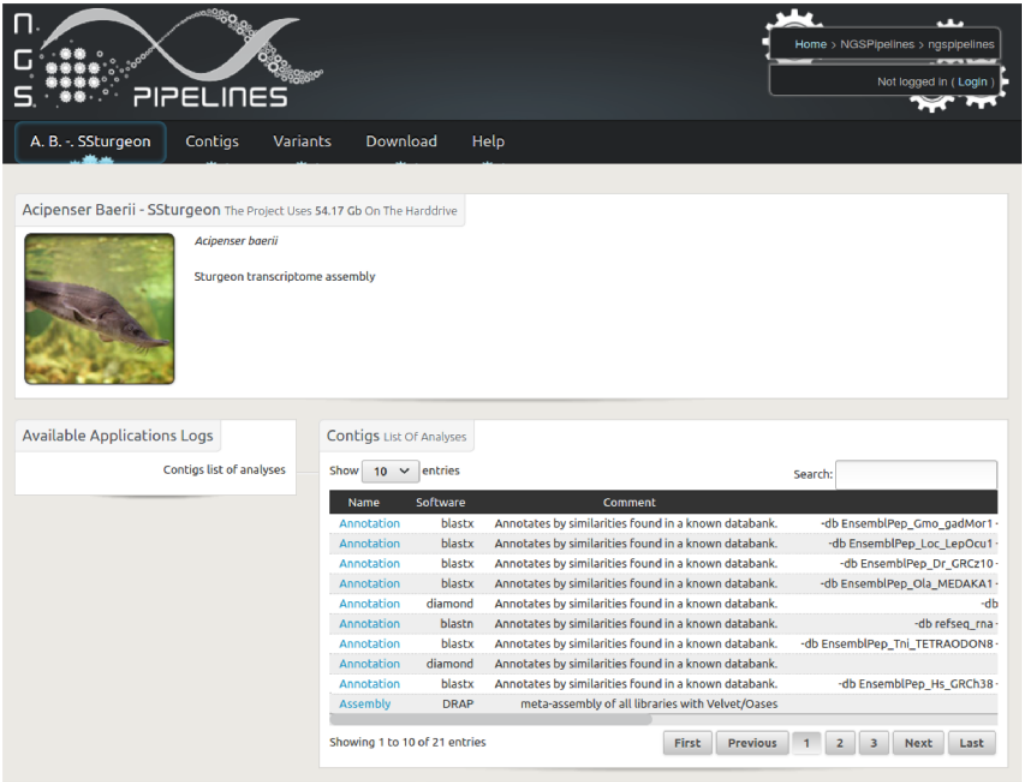 N.
G.
S.
PIPELINES
Home > NGSPipelines > ngspipelines
Not logged in ( Login )
A. B. -. SSturgeon Contigs Variants Download Help
Acipenser Baerii - SSturgeon The Project Uses 54.17 Gb On The Harddrive
Acipenser baerii
Sturgeon transcriptome assembly
Available Applications Logs
Contigs list of analyses
Contigs List Of Analyses
Show 10 entries
Search:
Name Software Comment
Annotation blastx Annotates by similarities found in a known databank. -db EnsemblPep_Gmo_gadMor1 -
Annotation blastx Annotates by similarities found in a known databank. -db EnsemblPep_Loc_LepOcu1 -
Annotation blastx Annotates by similarities found in a known databank. -db EnsemblPep_Dr_GRCz10 -
Annotation blastx Annotates by similarities found in a known databank. -db EnsemblPep_Ola_MEDAKA1 -
Annotation diamond Annotates by similarities found in a known databank. -db
Annotation blastn Annotates by similarities found in a known databank. -db refseq_rna -
Annotation blastx Annotates by similarities found in a known databank. -db EnsemblPep_Tni_TETRAODON8 -
Annotation diamond Annotates by similarities found in a known databank.
Annotation blastx Annotates by similarities found in a known databank. -db EnsemblPep_Hs_GRCh38 -
Assembly DRAP meta-assembly of all libraries with Velvet/Oases
Showing 1 to 10 of 21 entries
First Previous 1 2 3 Next Last